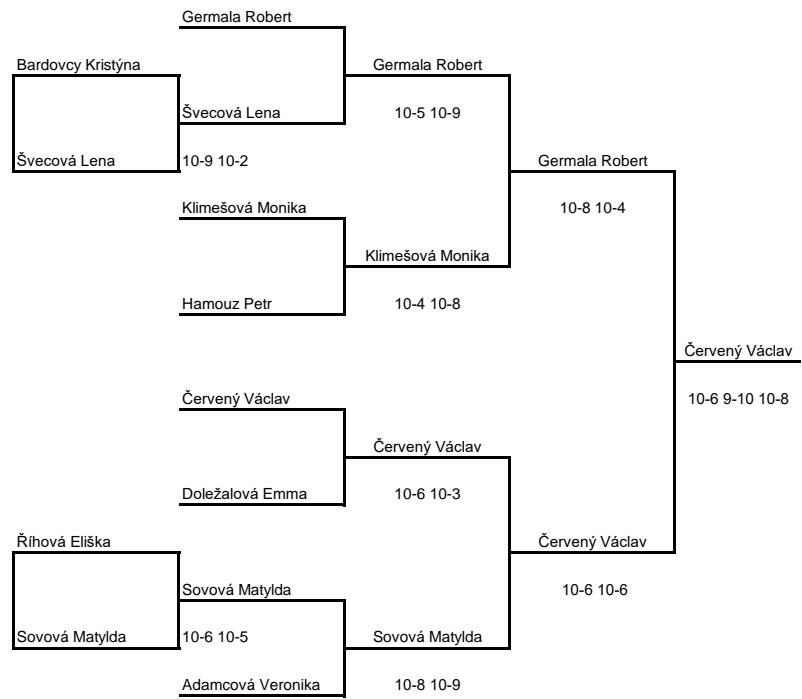 Germala Robert
Bardovcy Kristýna
Germala Robert
Švecová Lena
10-5 10-9
Švecová Lena
10-9 10-2
Germala Robert
Klimešová Monika
10-8 10-4
Klimešová Monika
Hamouz Petr
10-4 10-8
Červený Václav
Červený Václav
10-6 9-10 10-8
Červený Václav
Doležalová Emma
10-6 10-3
Říhová Eliška
Červený Václav
Sovová Matylda
10-6 10-6
Sovová Matylda
10-6 10-5
Sovová Matylda
Adamcová Veronika
10-8 10-9